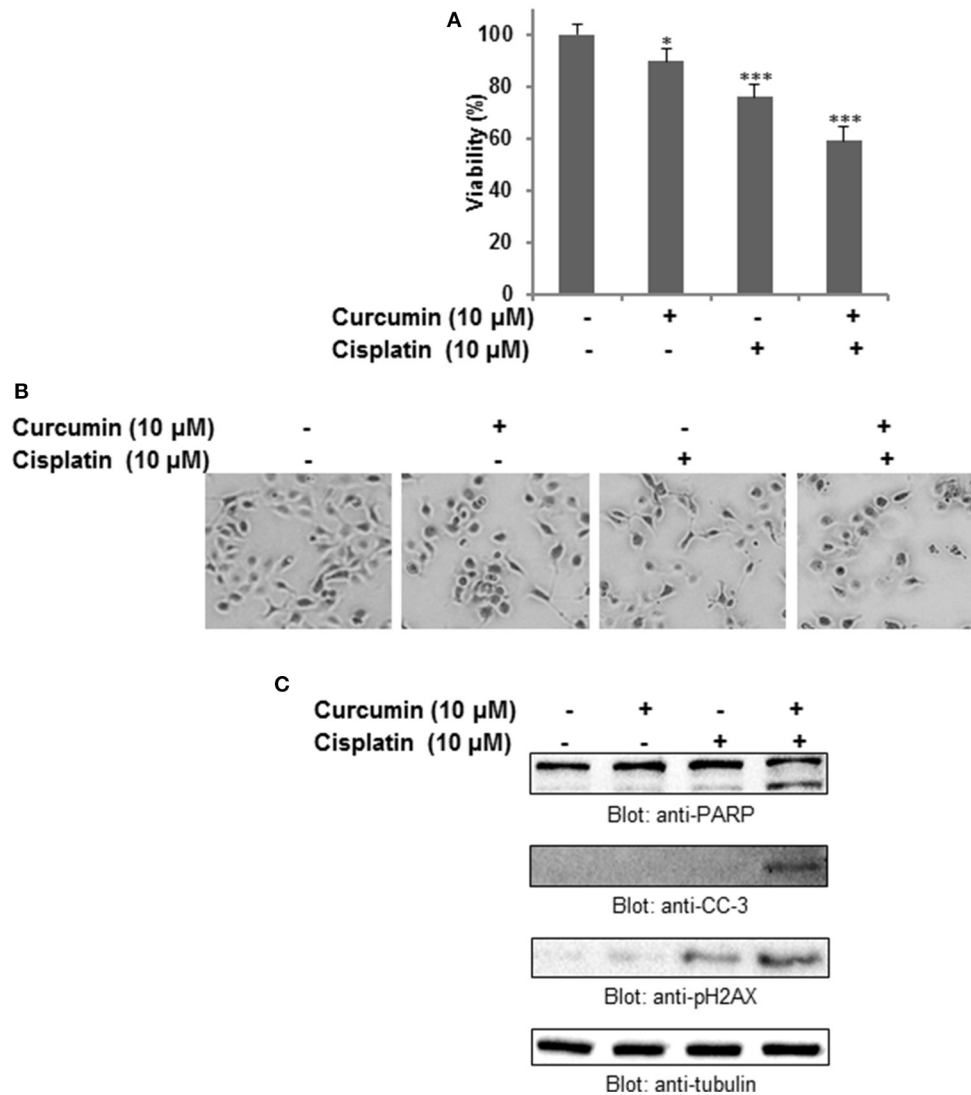 A
Viability (%)
100
80
60
40
20
0
*
***
***
Curcumin (10 µM) - + - +
Cisplatin (10 µM) - - + +
B
Curcumin (10 µM) - + - +
Cisplatin (10 µM) - - + +
C
Curcumin (10 µM) - + - +
Cisplatin (10 µM) - - + +
Blot: anti-PARP
Blot: anti-CC-3
Blot: anti-pH2AX
Blot: anti-tubulin